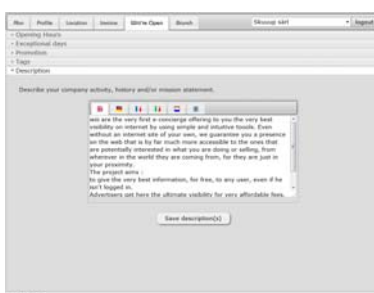 Profile Location Invoice Branch logout
Opening Hours
Exceptional days
Promotion
Tags
Description
Describe your company activity, history and/or mission statement.
are the very first e-concierge offering to you the very best
visibility on internet by using simple and intuitive tools. Even
without an internet site of your own, we guarantee you a presence
on the web that is by far much more accessible to the ones that
are potentially interested in what you are doing or selling, from
wherever in the world they are coming from, for they are just in
your proximity.
The project aims :
to give the very best information, for free, to any user, even if he
isn't logged in.
Advertisers get here the ultimate visibility for very affordable fees.
Save description(s)